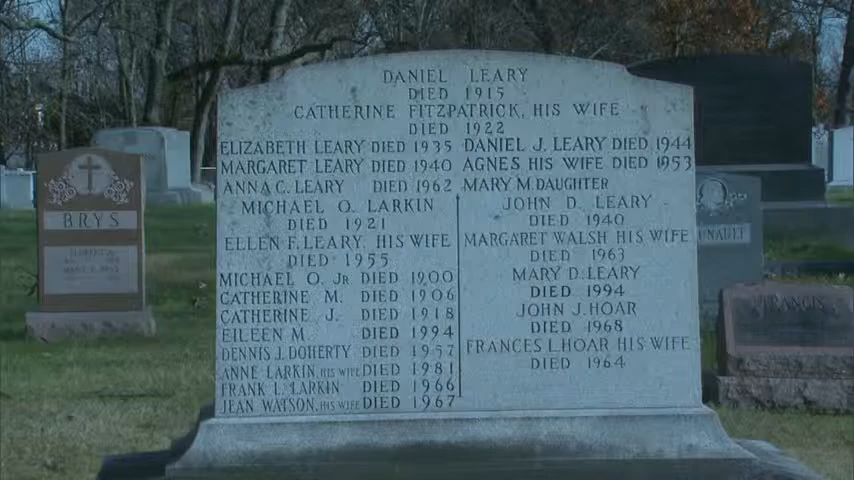 DANIEL LEARY
DIED 1915
CATHERINE FITZPATRICK, HIS WIFE
DIED 1922
ELIZABETH LEARY DIED 1935
MARGARET LEARY DIED 1940
ANNA C. LEARY DIED 1962
DANIEL J. LEARY DIED 1944
AGNES HIS WIFE DIED 1953
MARY M. DAUGHTER
MICHAEL O. LARKIN
DIED 1921
ELLEN F. LEARY, HIS WIFE
DIED 1955
MICHAEL O. JR DIED 1900
CATHERINE M. DIED 1906
CATHERINE J. DIED 1918
EILEEN M DIED 1994
DENNIS J. DOHERTY DIED 1957
ANNE LARKIN, HIS WIFE DIED 1981
FRANK L. LARKIN DIED 1966
JEAN WATSON, HIS WIFE DIED 1967
JOHN D. LEARY
DIED 1940
MARGARET WALSH HIS WIFE
DIED 1963
MARY D. LEARY
DIED 1994
JOHN J. HOAR
DIED 1968
FRANCES L. HOAR HIS WIFE
DIED 1964
BRYS
FRANCIS